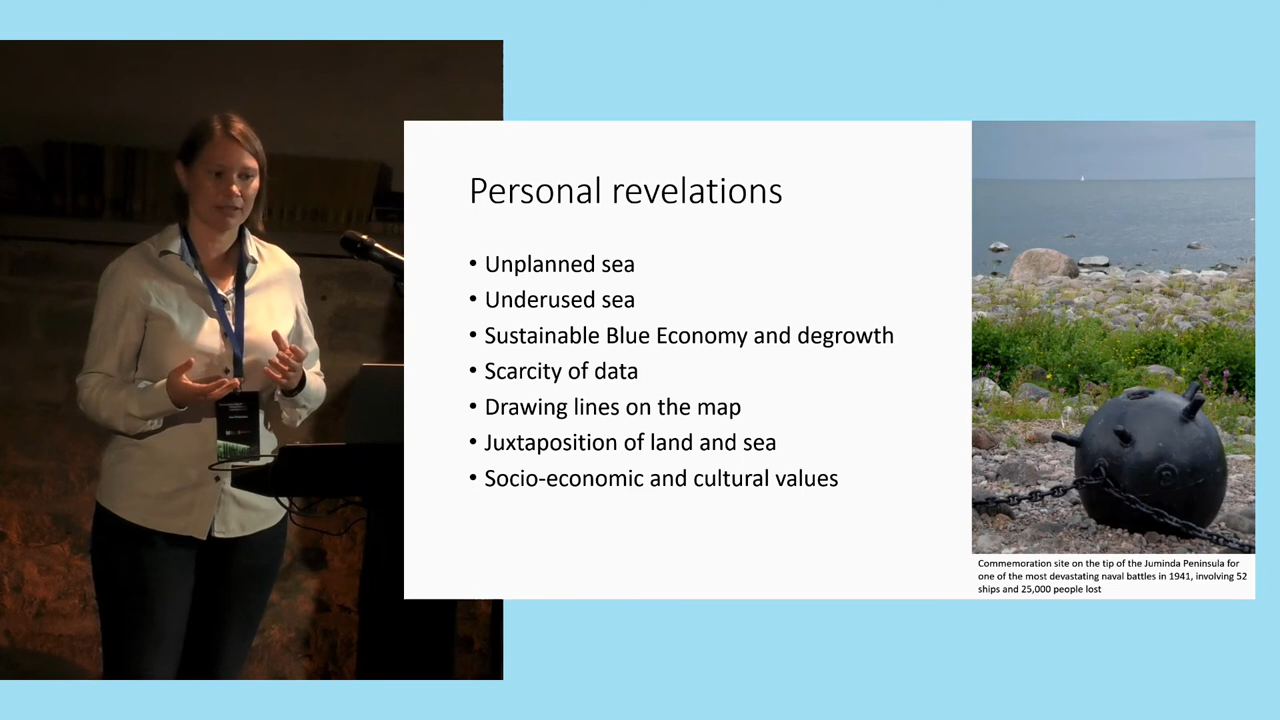 Personal revelations
• Unplanned sea
• Underused sea
• Sustainable Blue Economy and degrowth
• Scarcity of data
• Drawing lines on the map
• Juxtaposition of land and sea
• Socio-economic and cultural values
Commemoration site on the tip of the Juminda Peninsula for
one of the most devastating naval battles in 1941, involving 52
ships and 25,000 people lost